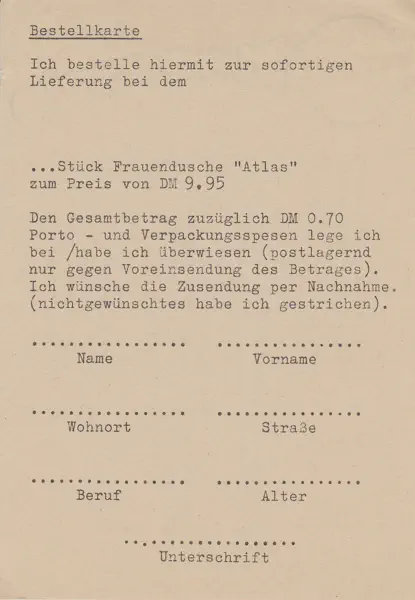 Bestellkarte
Ich bestelle hiermit zur sofortigen
Lieferung bei dem
...Stück Frauendusche "Atlas"
zum Preis von DM 9.95
Den Gesamtbetrag zuzüglich DM 0.70
Porto - und Verpackungsspesen lege ich
bei /habe ich überwiesen (postlagernd
nur gegen Voreinsendung des Betrages).
Ich wünsche die Zusendung per Nachnahme.
(nichtgewünschtes habe ich gestrichen).
................. ................
Name Vorname
................. ................
Wohnort Straße
................. ................
Beruf Alter
...................
Unterschrift